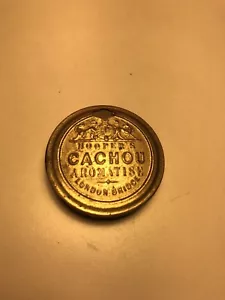 HOOPER'S
CACHOU
AROMATISE
LONDON BRIDGE